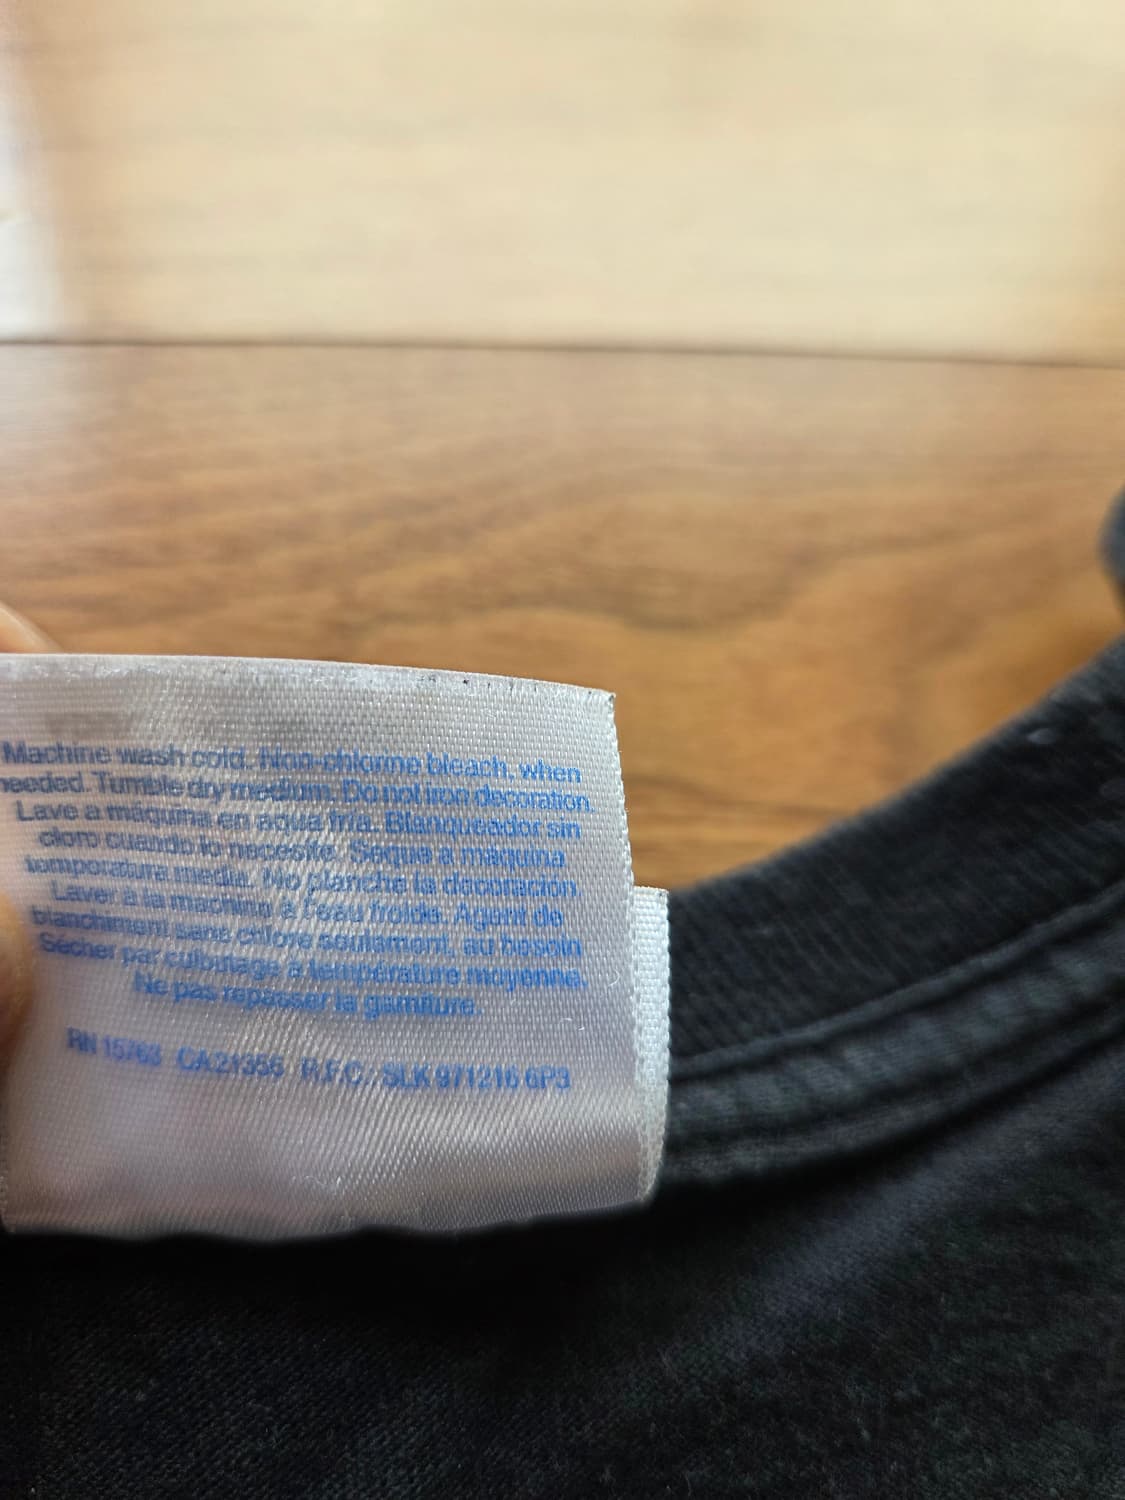 Machine wash cold. Non-chlorine bleach, when
needed. Tumble dry medium. Do not iron decoration.
Lave a máquina en agua fria. Blanqueador sin
cloro cuando lo necesite. Seque a máquina
temperatura media. No planche la decoración.
Laver à la machine à l'eau froide. Agent de
blanchiment sans chlore seulement, au besoin
Sécher par culbutage à température moyenne.
Ne pas repasser la garniture.
RN 15763 CA 21356 R.F.C. SLK 971216 6P3